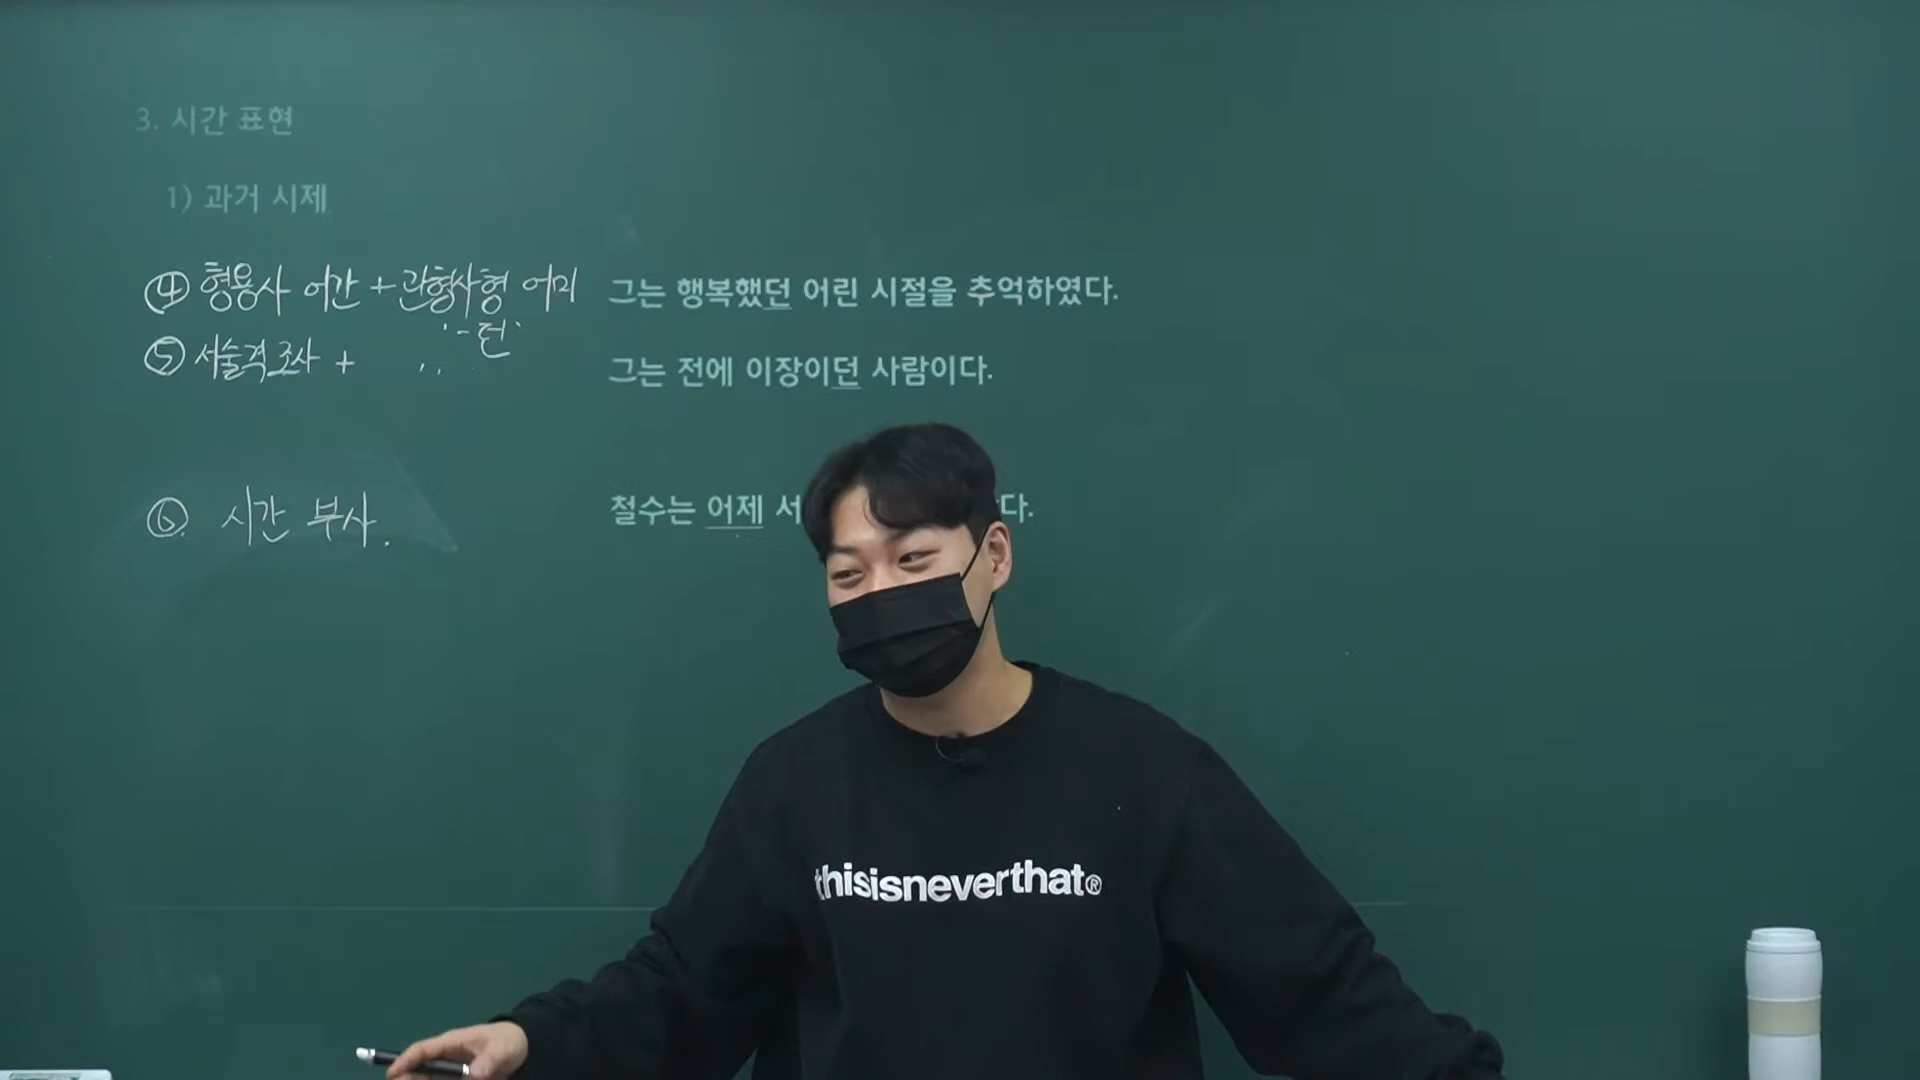 3. 시간 표현
1) 과거 시제
④ 형용사 어간 + 관형사형 어미 그는 행복했던 어린 시절을 추억하였다.
'-던'
⑤ 서술격 조사 + 〃 그는 전에 이장이던 사람이다.
⑥ 시간 부사. 철수는 어제 서 다.
thisisneverthat®